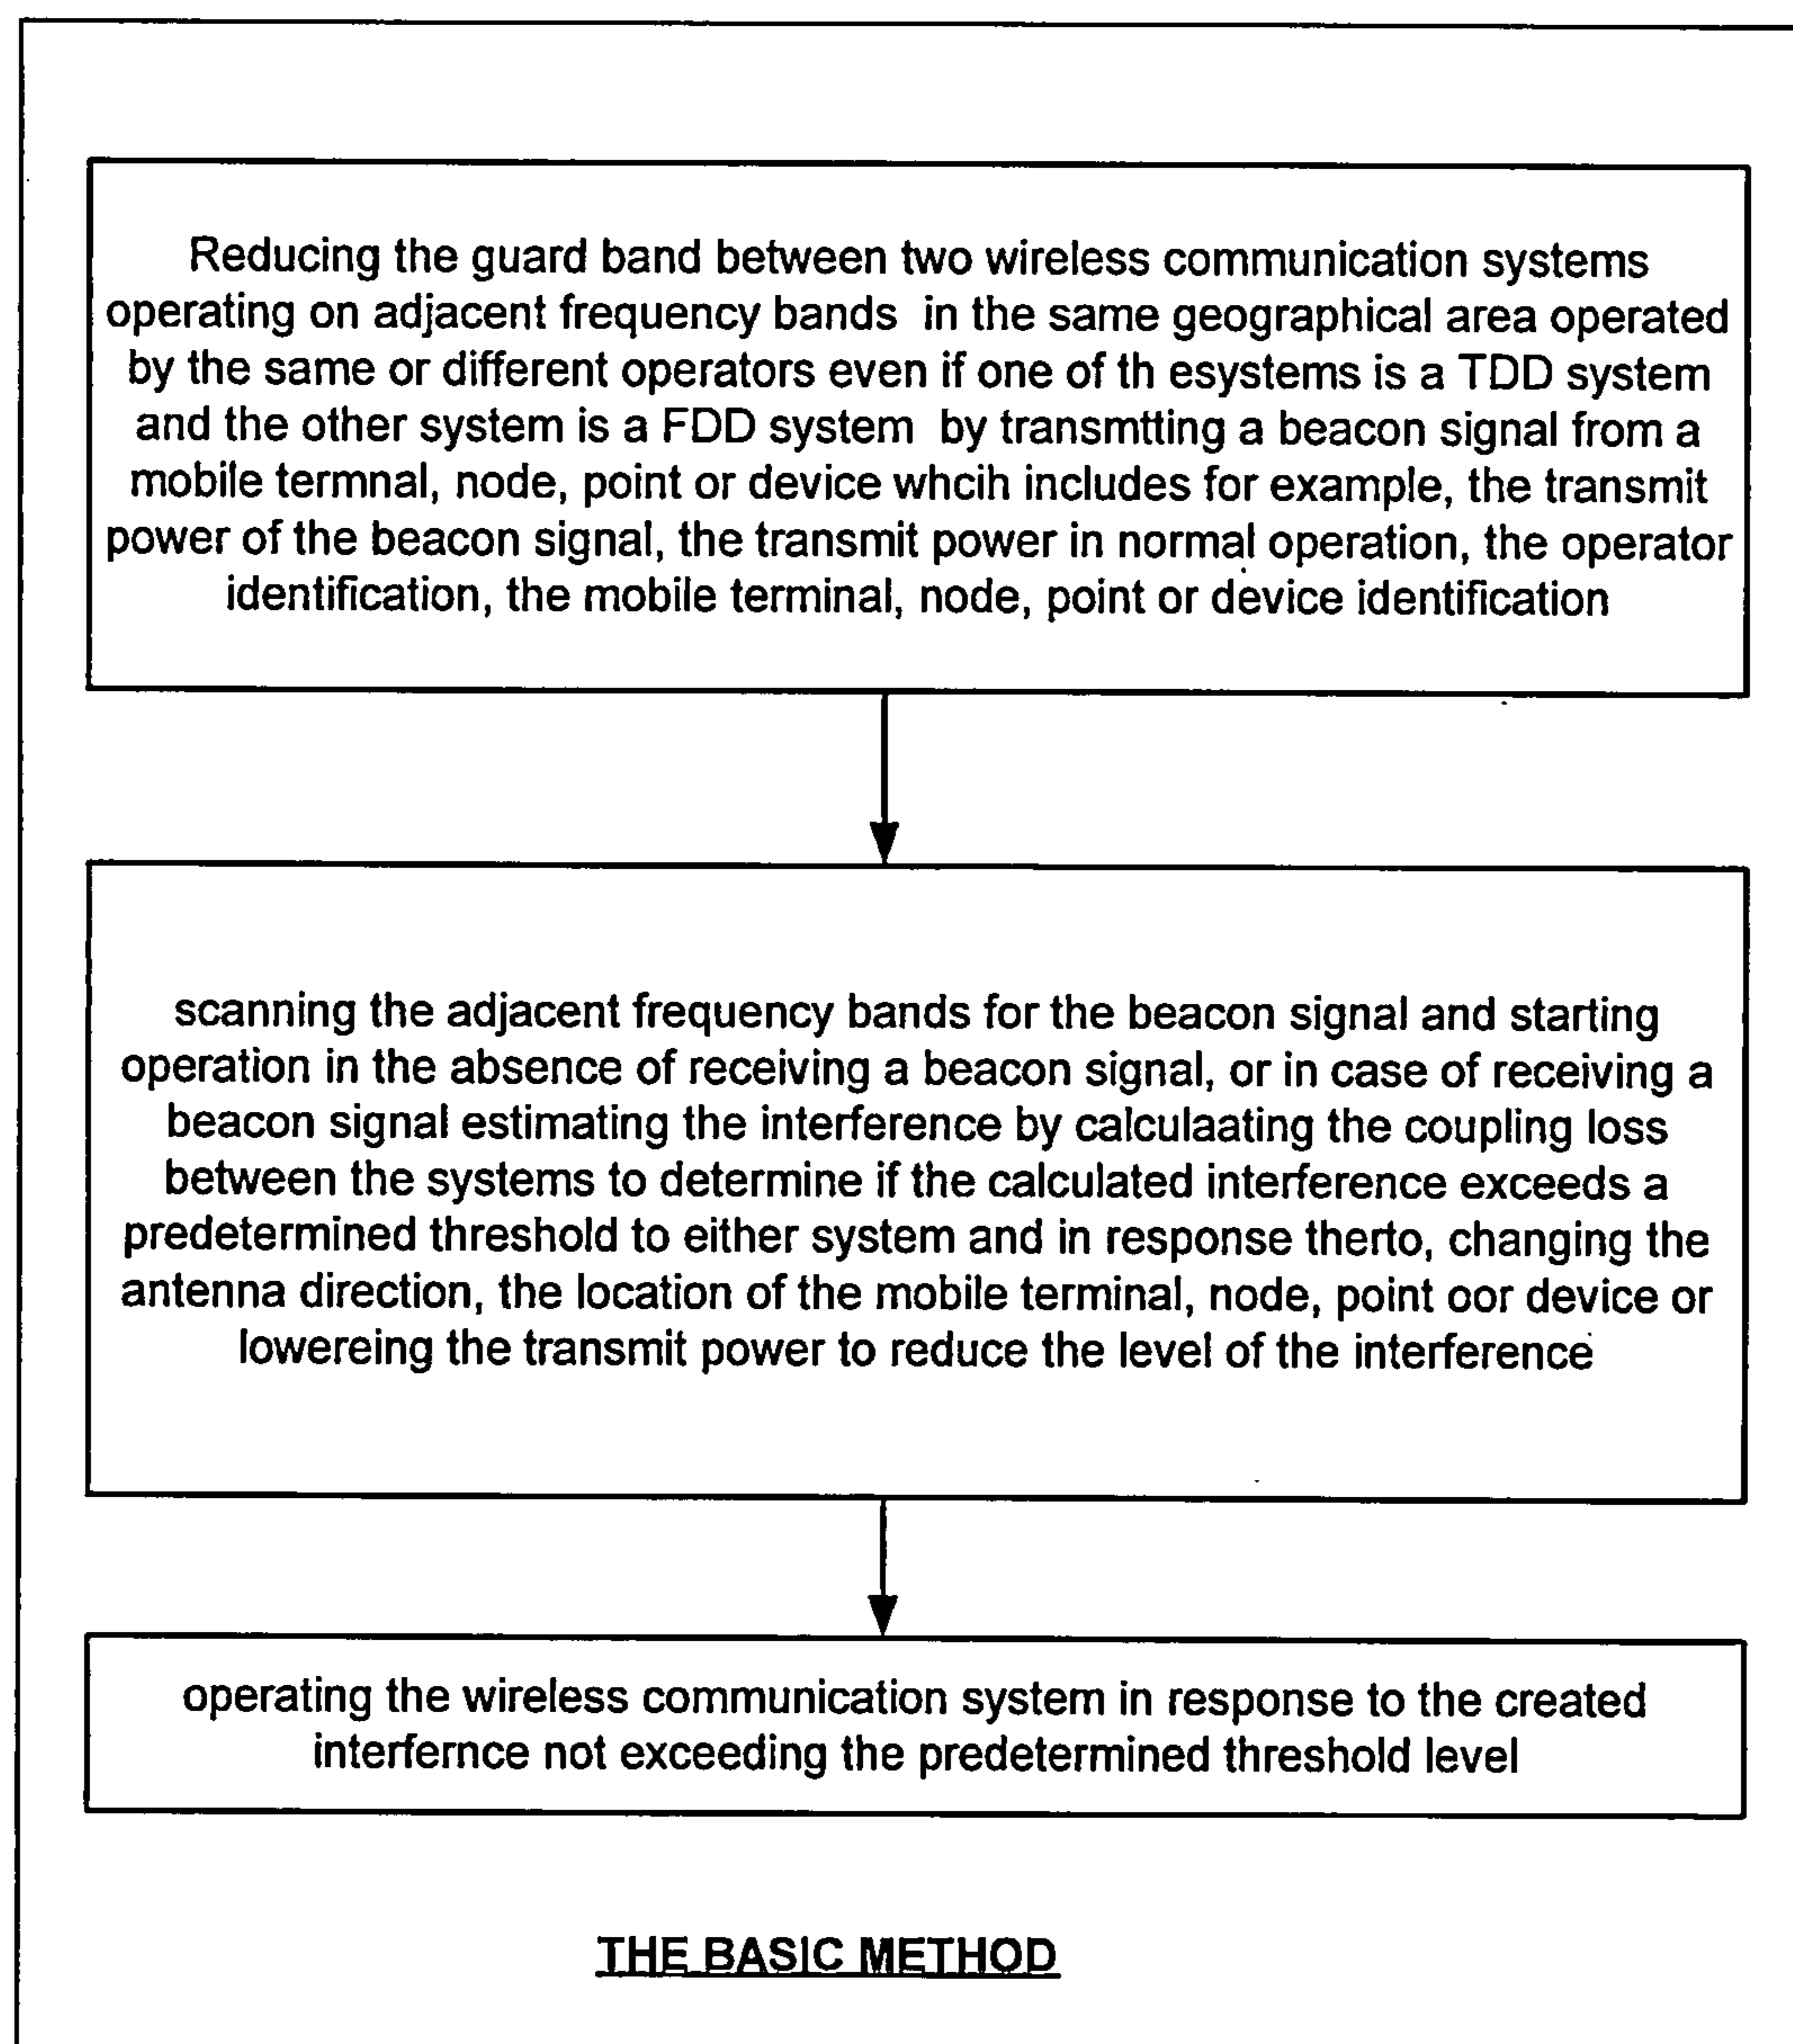 Reducing the guard band between two wireless communication systems
operating on adjacent frequency bands in the same geographical area operated
by the same or different operators even if one of th esystems is a TDD system
and the other system is a FDD system by transmtting a beacon signal from a
mobile termnal, node, point or device whcih includes for example, the transmit
power of the beacon signal, the transmit power in normal operation, the operator
identification, the mobile terminal, node, point or device identification
scanning the adjacent frequency bands for the beacon signal and starting
operation in the absence of receiving a beacon signal, or in case of receiving a
beacon signal estimating the interference by calculaating the coupling loss
between the systems to determine if the calculated interference exceeds a
predetermined threshold to either system and in response therto, changing the
antenna direction, the location of the mobile terminal, node, point oor device or
lowereing the transmit power to reduce the level of the interference
operating the wireless communication system in response to the created
interfernce not exceeding the predetermined threshold level
THE BASIC METHOD